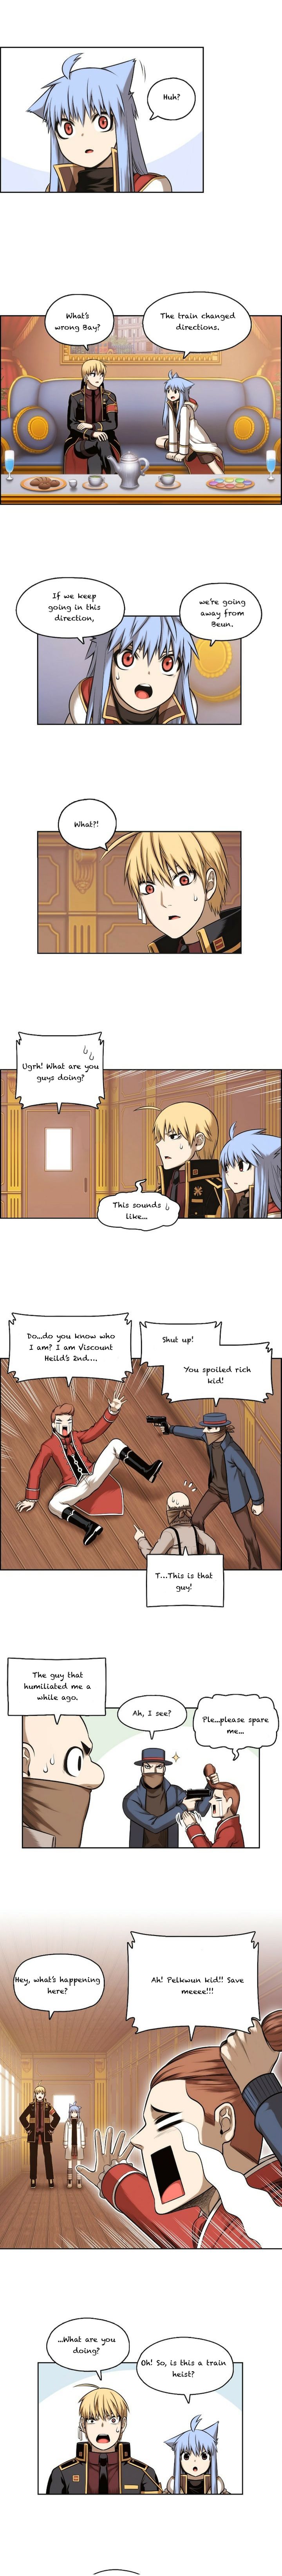 Huh?
What's
wrong Bay?
The train changed
directions.
If we keep
going in this
direction,
we're going
away from
Beun.
What?!
Ugrh! What are you
guys doing?
This sounds
like...
Do...do you know who
I am? I am Viscount
Heild's 2nd....
Shut up!
You spoiled rich
kid!
T...This is that
guy!
The guy that
humiliated me a
while ago.
Ah, I see?
Ple...please spare
me...
Hey, what's happening
here?
Ah! Pelkwun kid!! Save
meeee!!!
...What are you
doing?
Oh! So, is this a train
heist?